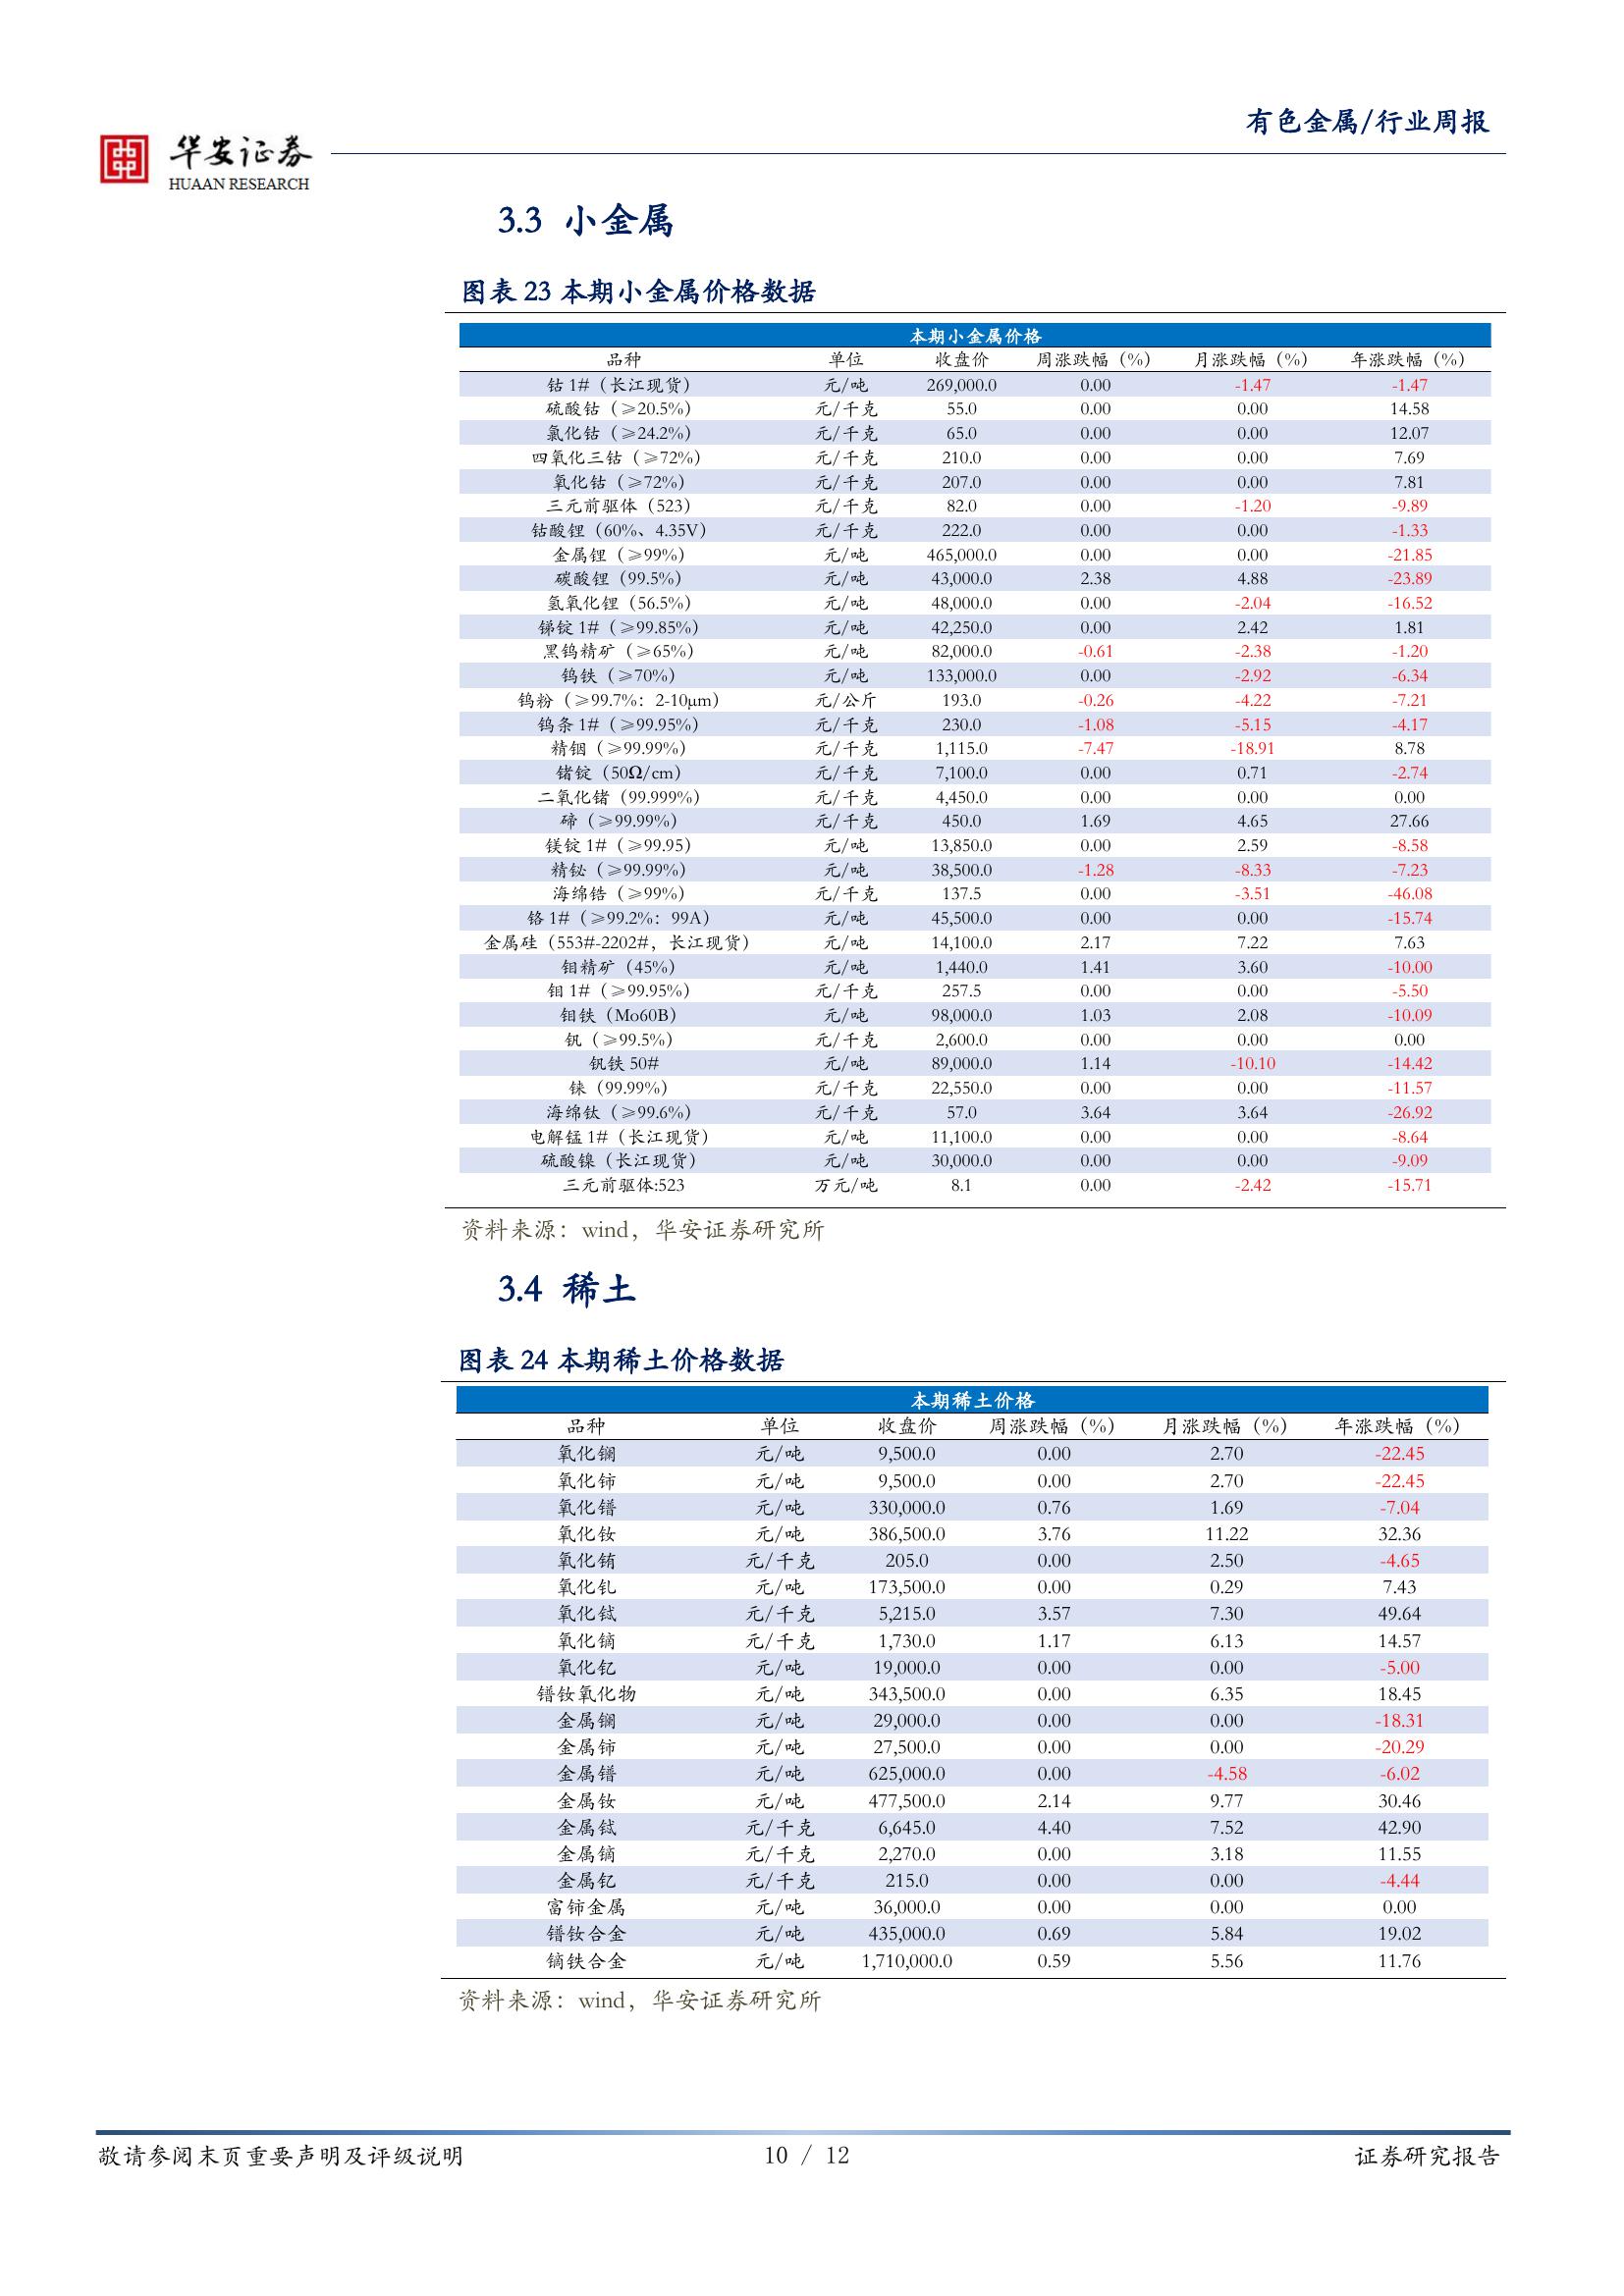 有色金属/行业周报
华安证券
HUAAN RESEARCH
3.3 小金属
图表 23 本期小金属价格数据
本期小金属价格
品种 单位 收盘价 周涨跌幅（%） 月涨跌幅（%） 年涨跌幅（%）
钴 1#（长江现货） 元/吨 269,000.0 0.00 -1.47 -1.47
硫酸钴（≥20.5%） 元/千克 55.0 0.00 0.00 14.58
氯化钴（≥24.2%） 元/千克 65.0 0.00 0.00 12.07
四氧化三钴（≥72%） 元/千克 210.0 0.00 0.00 7.69
氧化钴（≥72%） 元/千克 207.0 0.00 0.00 7.81
三元前驱体（523） 元/千克 82.0 0.00 -1.20 -9.89
钴酸锂（60%、4.35V） 元/千克 222.0 0.00 0.00 -1.33
金属锂（≥99%） 元/吨 465,000.0 0.00 0.00 -21.85
碳酸锂（99.5%） 元/吨 43,000.0 2.38 4.88 -23.89
氢氧化锂（56.5%） 元/吨 48,000.0 0.00 -2.04 -16.52
锑锭 1#（≥99.85%） 元/吨 42,250.0 0.00 2.42 1.81
黑钨精矿（≥65%） 元/吨 82,000.0 -0.61 -2.38 -1.20
钨铁（≥70%） 元/吨 133,000.0 0.00 -2.92 -6.34
钨粉（≥99.7%：2-10μm） 元/公斤 193.0 -0.26 -4.22 -7.21
钨条 1#（≥99.95%） 元/千克 230.0 -1.08 -5.15 -4.17
精铟（≥99.99%） 元/千克 1,115.0 -7.47 -18.91 8.78
锗锭（50Ω/cm） 元/千克 7,100.0 0.00 0.71 -2.74
二氧化锗（99.999%） 元/千克 4,450.0 0.00 0.00 0.00
碲（≥99.99%） 元/千克 450.0 1.69 4.65 27.66
镁锭 1#（≥99.95） 元/吨 13,850.0 0.00 2.59 -8.58
精铋（≥99.99%） 元/吨 38,500.0 -1.28 -8.33 -7.23
海绵锆（≥99%） 元/千克 137.5 0.00 -3.51 -46.08
铬 1#（≥99.2%：99A） 元/吨 45,500.0 0.00 0.00 -15.74
金属硅（553#-2202#，长江现货） 元/吨 14,100.0 2.17 7.22 7.63
钼精矿（45%） 元/吨 1,440.0 1.41 3.60 -10.00
钼 1#（≥99.95%） 元/千克 257.5 0.00 0.00 -5.50
钼铁（Mo60B） 元/吨 98,000.0 1.03 2.08 -10.09
钒（≥99.5%） 元/千克 2,600.0 0.00 0.00 0.00
钒铁 50# 元/吨 89,000.0 1.14 -10.10 -14.42
铼（99.99%） 元/千克 22,550.0 0.00 0.00 -11.57
海绵钛（≥99.6%） 元/千克 57.0 3.64 3.64 -26.92
电解锰 1#（长江现货） 元/吨 11,100.0 0.00 0.00 -8.64
硫酸镍（长江现货） 元/吨 30,000.0 0.00 0.00 -9.09
三元前驱体:523 万元/吨 8.1 0.00 -2.42 -15.71
资料来源：wind，华安证券研究所
3.4 稀土
图表 24 本期稀土价格数据
本期稀土价格
品种 单位 收盘价 周涨跌幅（%） 月涨跌幅（%） 年涨跌幅（%）
氧化镧 元/吨 9,500.0 0.00 2.70 -22.45
氧化铈 元/吨 9,500.0 0.00 2.70 -22.45
氧化镨 元/吨 330,000.0 0.76 1.69 -7.04
氧化钕 元/吨 386,500.0 3.76 11.22 32.36
氧化铕 元/千克 205.0 0.00 2.50 -4.65
氧化钆 元/吨 173,500.0 0.00 0.29 7.43
氧化铽 元/千克 5,215.0 3.57 7.30 49.64
氧化镝 元/千克 1,730.0 1.17 6.13 14.57
氧化钇 元/吨 19,000.0 0.00 0.00 -5.00
镨钕氧化物 元/吨 343,500.0 0.00 6.35 18.45
金属镧 元/吨 29,000.0 0.00 0.00 -18.31
金属铈 元/吨 27,500.0 0.00 0.00 -20.29
金属镨 元/吨 625,000.0 0.00 -4.58 -6.02
金属钕 元/吨 477,500.0 2.14 9.77 30.46
金属铽 元/千克 6,645.0 4.40 7.52 42.90
金属镝 元/千克 2,270.0 0.00 3.18 11.55
金属钇 元/千克 215.0 0.00 0.00 -4.44
富铈金属 元/吨 36,000.0 0.00 0.00 0.00
镨钕合金 元/吨 435,000.0 0.69 5.84 19.02
镝铁合金 元/吨 1,710,000.0 0.59 5.56 11.76
资料来源：wind，华安证券研究所
敬请参阅末页重要声明及评级说明 10 / 12 证券研究报告